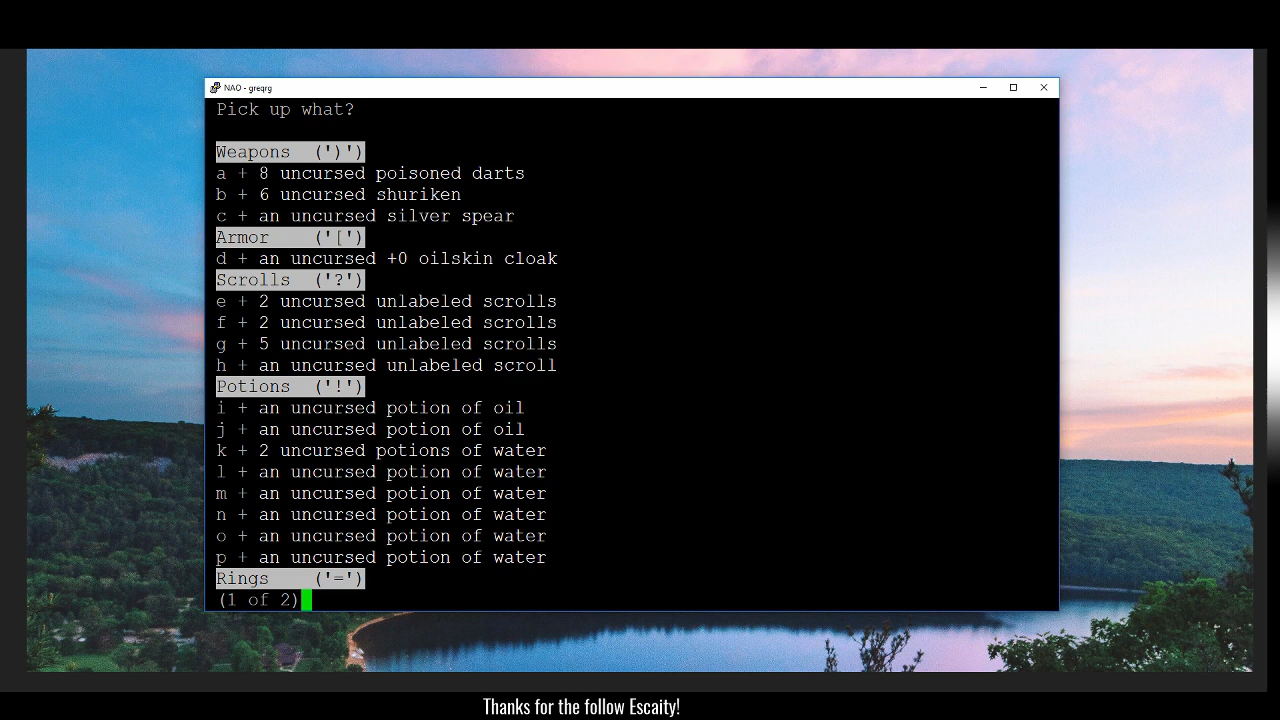 NAO - greqrg
Pick up what?
Weapons (')')
a + 8 uncursed poisoned darts
b + 6 uncursed shuriken
c + an uncursed silver spear
Armor ('[')
d + an uncursed +0 oilskin cloak
Scrolls ('?')
e + 2 uncursed unlabeled scrolls
f + 2 uncursed unlabeled scrolls
g + 5 uncursed unlabeled scrolls
h + an uncursed unlabeled scroll
Potions ('!')
i + an uncursed potion of oil
j + an uncursed potion of oil
k + 2 uncursed potions of water
l + an uncursed potion of water
m + an uncursed potion of water
n + an uncursed potion of water
o + an uncursed potion of water
p + an uncursed potion of water
Rings ('=')
(1 of 2)
Thanks for the follow Escaity!